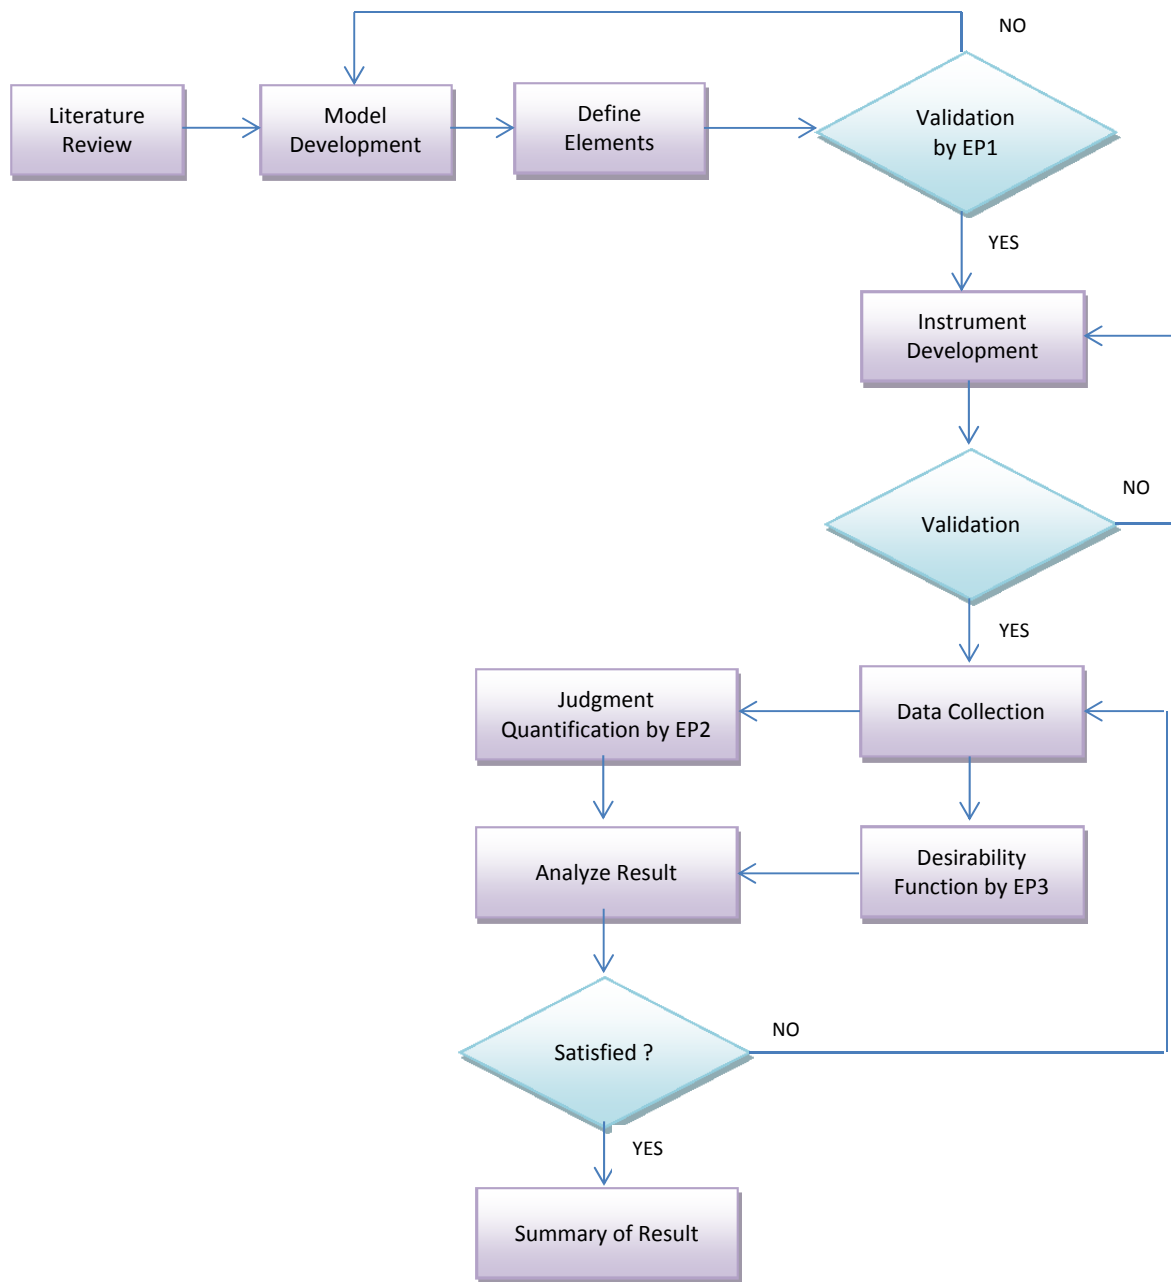 NO
Literature
Review
Model
Development
Define
Elements
Validation
by EP1
YES
Instrument
Development
NO
Validation
YES
Judgment
Quantification by EP2
Data Collection
Analyze Result
Desirability
Function by EP3
NO
Satisfied ?
YES
Summary of Result